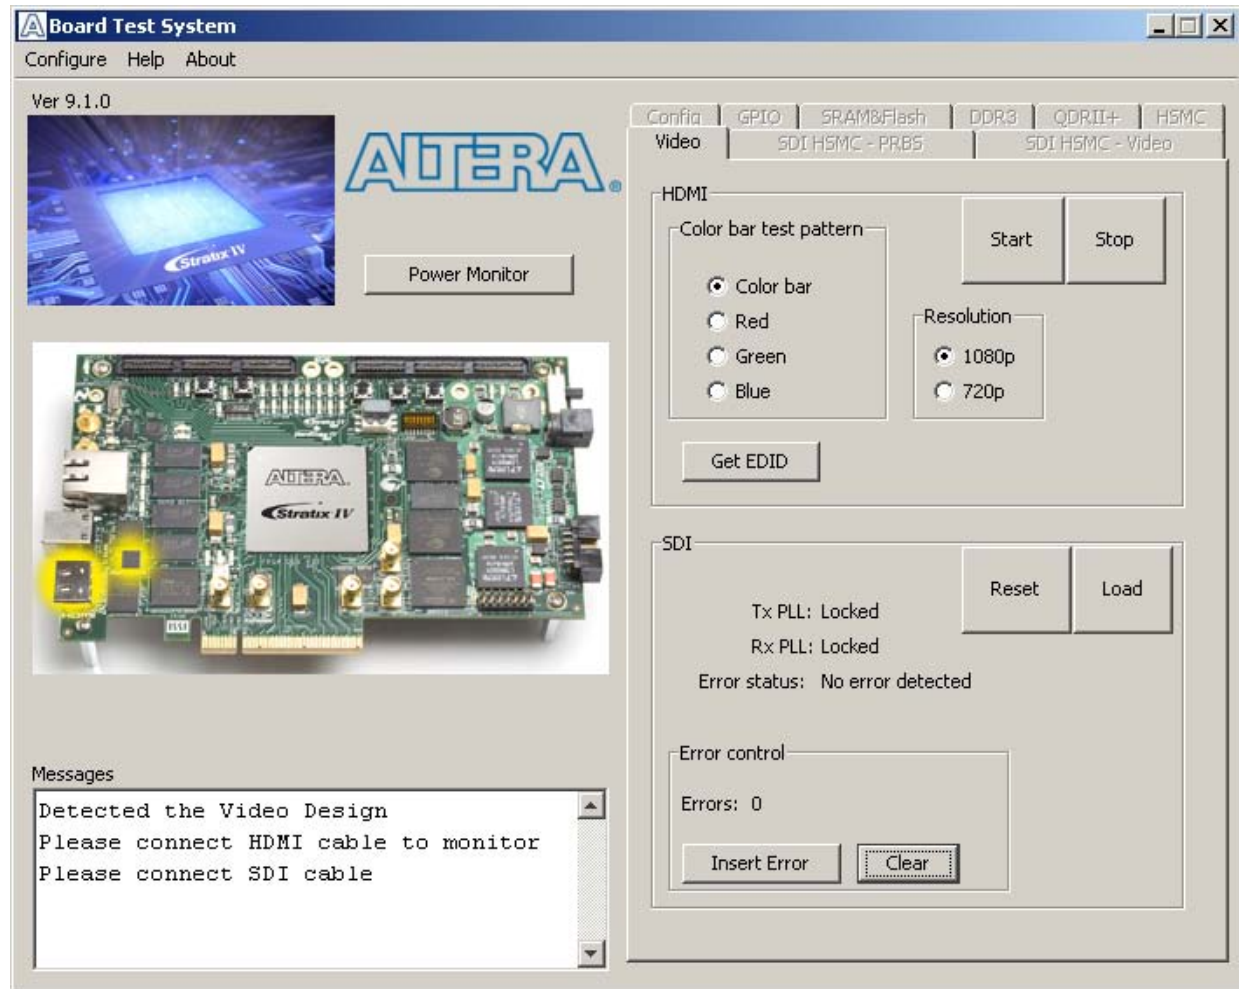 Board Test System
Configure Help About
Ver 9.1.0
Stratix IV
ALTERA®
Power Monitor
ALTERA
Stratix IV
Messages
Detected the Video Design
Please connect HDMI cable to monitor
Please connect SDI cable
Config GPIO SRAM&Flash DDR3 QDRII+ HSMC
Video SDI HSMC - PRBS SDI HSMC - Video
HDMI
Color bar test pattern
Color bar
Red
Green
Blue
Start Stop
Resolution
1080p
720p
Get EDID
SDI
Reset Load
Tx PLL: Locked
Rx PLL: Locked
Error status: No error detected
Error control
Errors: 0
Insert Error Clear